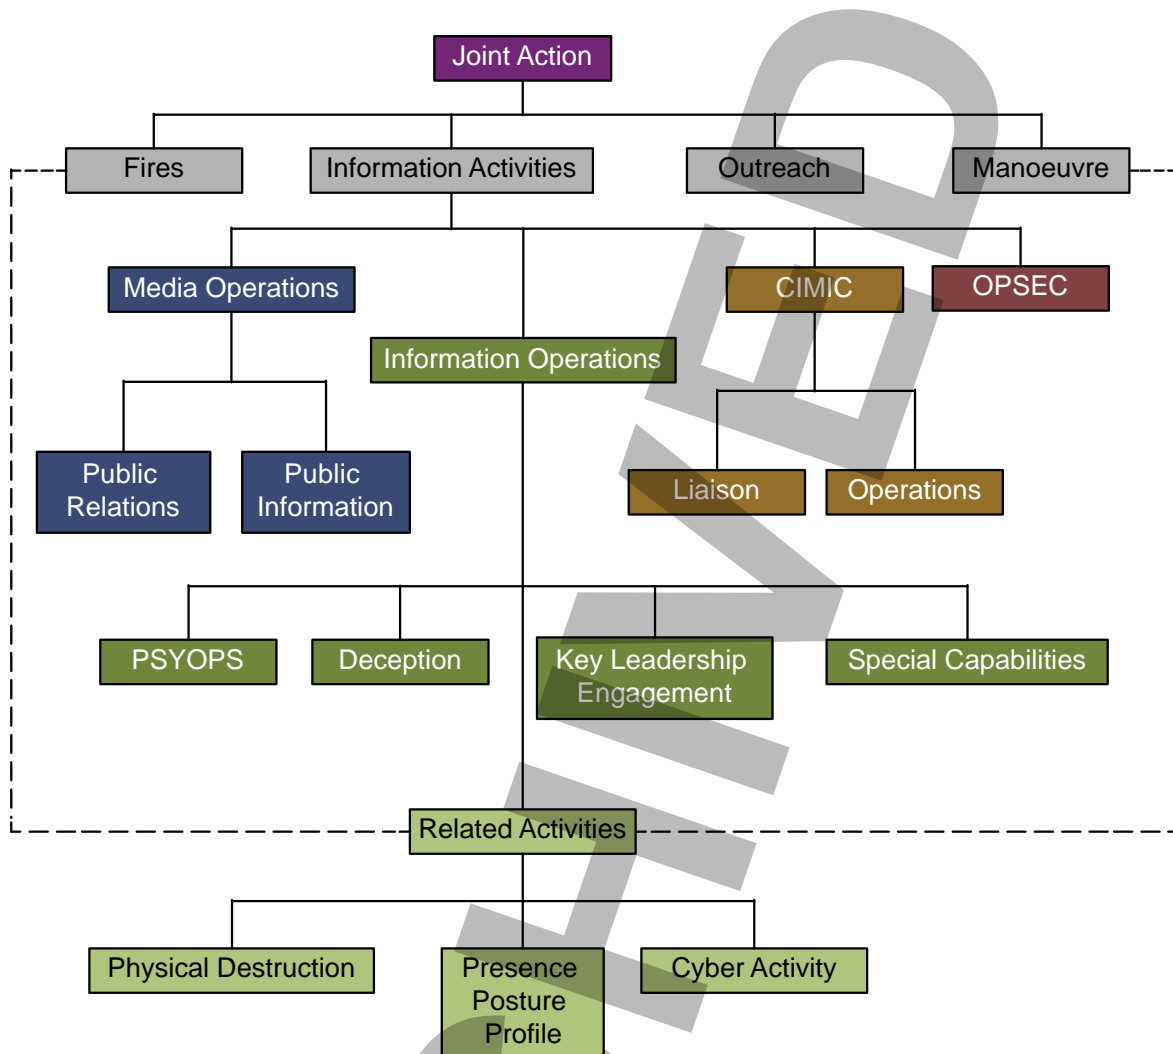 Joint Action
Fires
Information Activities
Outreach
Manoeuvre
Media Operations
CIMIC
OPSEC
Information Operations
Public
Relations
Public
Information
Liaison
Operations
PSYOPS
Deception
Key Leadership
Engagement
Special Capabilities
Related Activities
Physical Destruction
Presence
Posture
Profile
Cyber Activity
HIVED